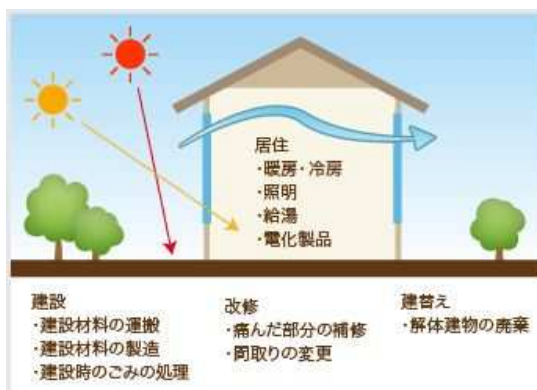 居住
・暖房・冷房
・照明
・給湯
・電化製品
建設
・建設材料の運搬
・建設材料の製造
・建設時のごみの処理
改修
・痛んだ部分の補修
・間取りの変更
建替え
・解体建物の廃棄